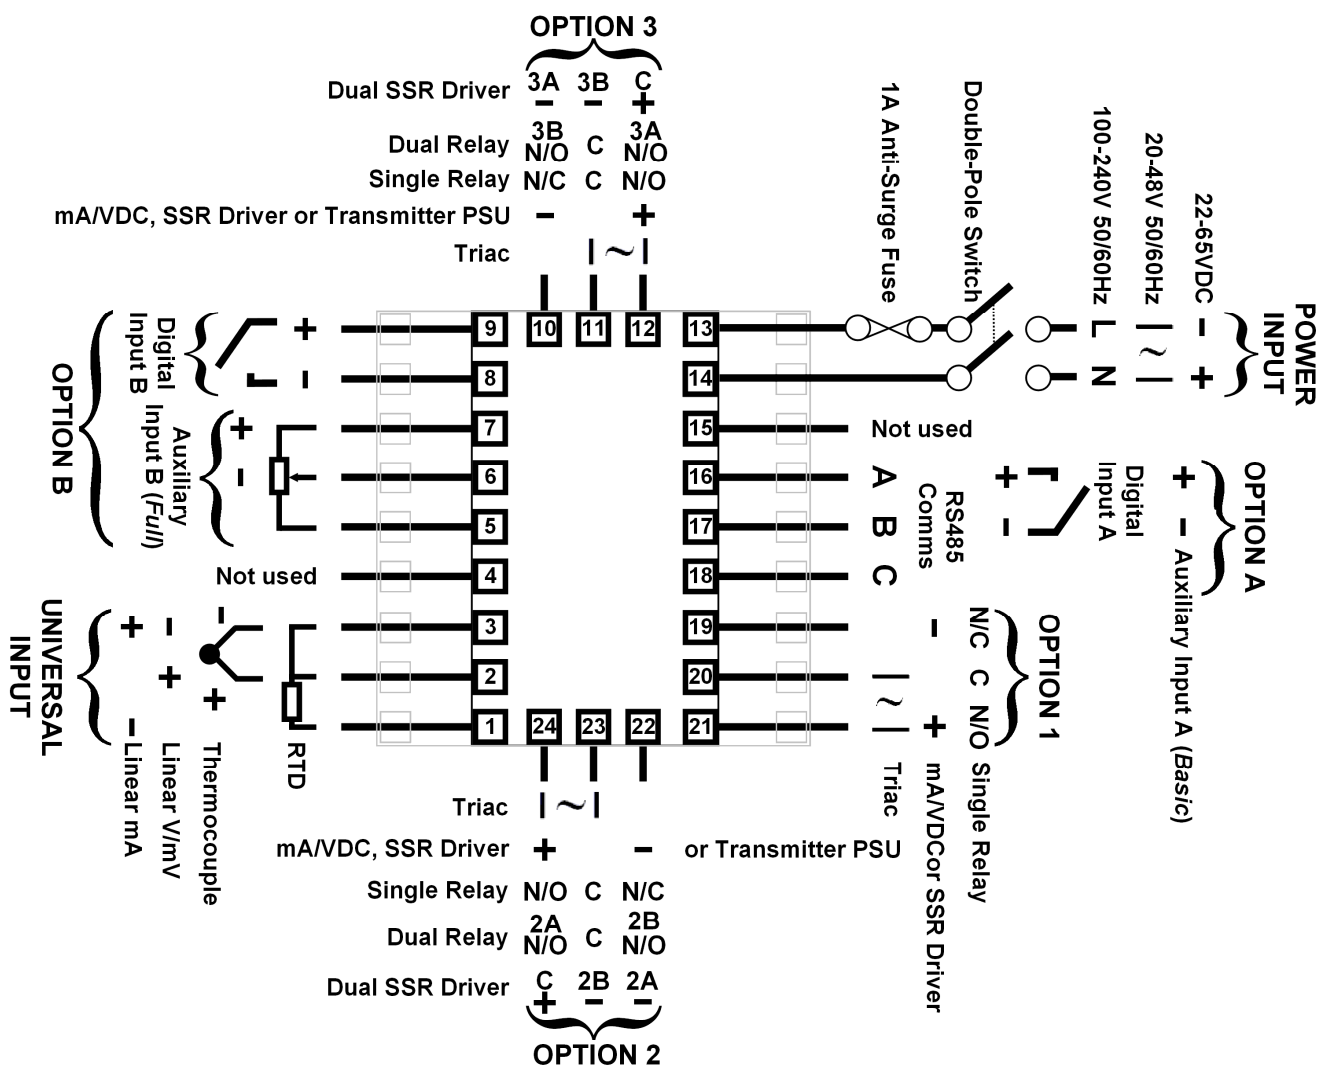 OPTION 3
Dual SSR Driver 3A 3B C
− − +
Dual Relay 3B N/O C 3A N/O
Single Relay N/C C N/O
mA/VDC, SSR Driver or Transmitter PSU − +
Triac | ~ |
OPTION B
Digital
Input B
+
−
Auxiliary
Input B (Full)
+
−
Not used
UNIVERSAL
INPUT
+ − Linear mA
− + Linear V/mV
− + Thermocouple
RTD
9
8
7
6
5
4
3
2
1
10 11 12
13
14
15
16
17
18
19
20
21
24 23 22
1A Anti-Surge Fuse
Double-Pole Switch
100-240V 50/60Hz L N
20-48V 50/60Hz | ~ |
22-65VDC − +
POWER
INPUT
Not used
A B C
RS485
Comms
+ −
Digital
Input A
+ − Auxiliary Input A (Basic)
OPTION A
| ~ | Triac
− + mA/VDCor SSR Driver
N/C C N/O Single Relay
OPTION 1
Triac | ~ |
mA/VDC, SSR Driver + − or Transmitter PSU
Single Relay N/O C N/C
Dual Relay 2A N/O C 2B N/O
Dual SSR Driver C 2B 2A
+ − −
OPTION 2